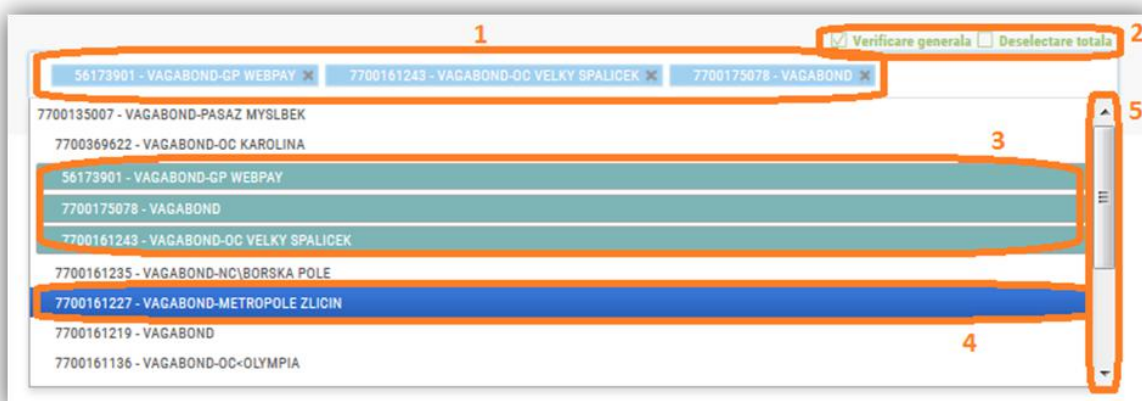 1
2
Verificare generala Deselectare totala
56173901 - VAGABOND-GP WEBPAY × 7700161243 - VAGABOND-OC VELKY SPALICEK × 7700175078 - VAGABOND ×
5
7700135007 - VAGABOND-PASAZ MYSLBEK
7700369622 - VAGABOND-OC KAROLINA
3
56173901 - VAGABOND-GP WEBPAY
7700175078 - VAGABOND
7700161243 - VAGABOND-OC VELKY SPALICEK
7700161235 - VAGABOND-NC\BORSKA POLE
7700161227 - VAGABOND-METROPOLE ZLICIN
7700161219 - VAGABOND
4
7700161136 - VAGABOND-OC<OLYMPIA